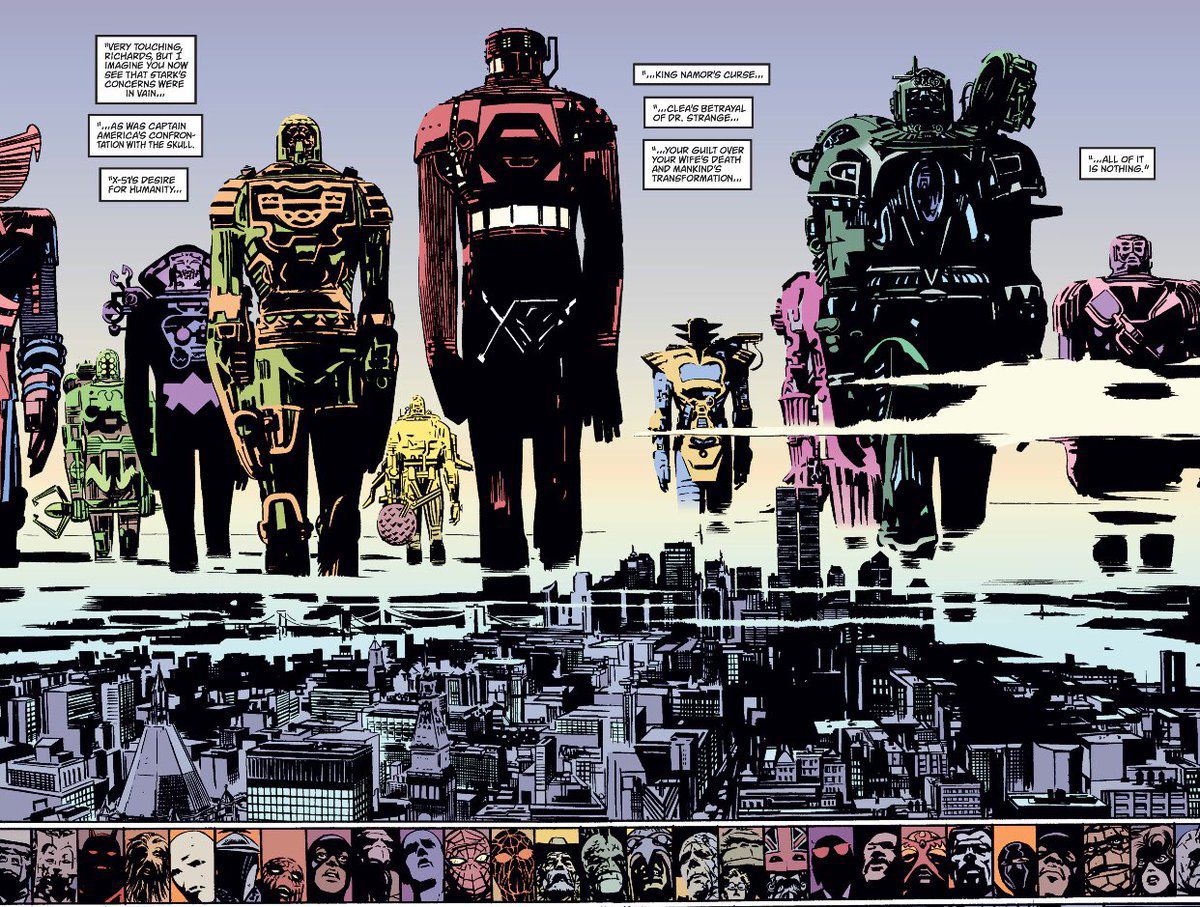 "VERY TOUCHING,
RICHARDS, BUT I
IMAGINE YOU NOW
SEE THAT STARK'S
CONCERNS WERE
IN VAIN...
"...AS WAS CAPTAIN
AMERICA'S CONFRON-
TATION WITH THE SKULL.
"X-51'S DESIRE
FOR HUMANITY...
"...KING NAMOR'S CURSE...
"...CLEA'S BETRAYAL
OF DR. STRANGE...
"...YOUR GUILT OVER
YOUR WIFE'S DEATH
AND MANKIND'S
TRANSFORMATION...
"...ALL OF IT
IS NOTHING."